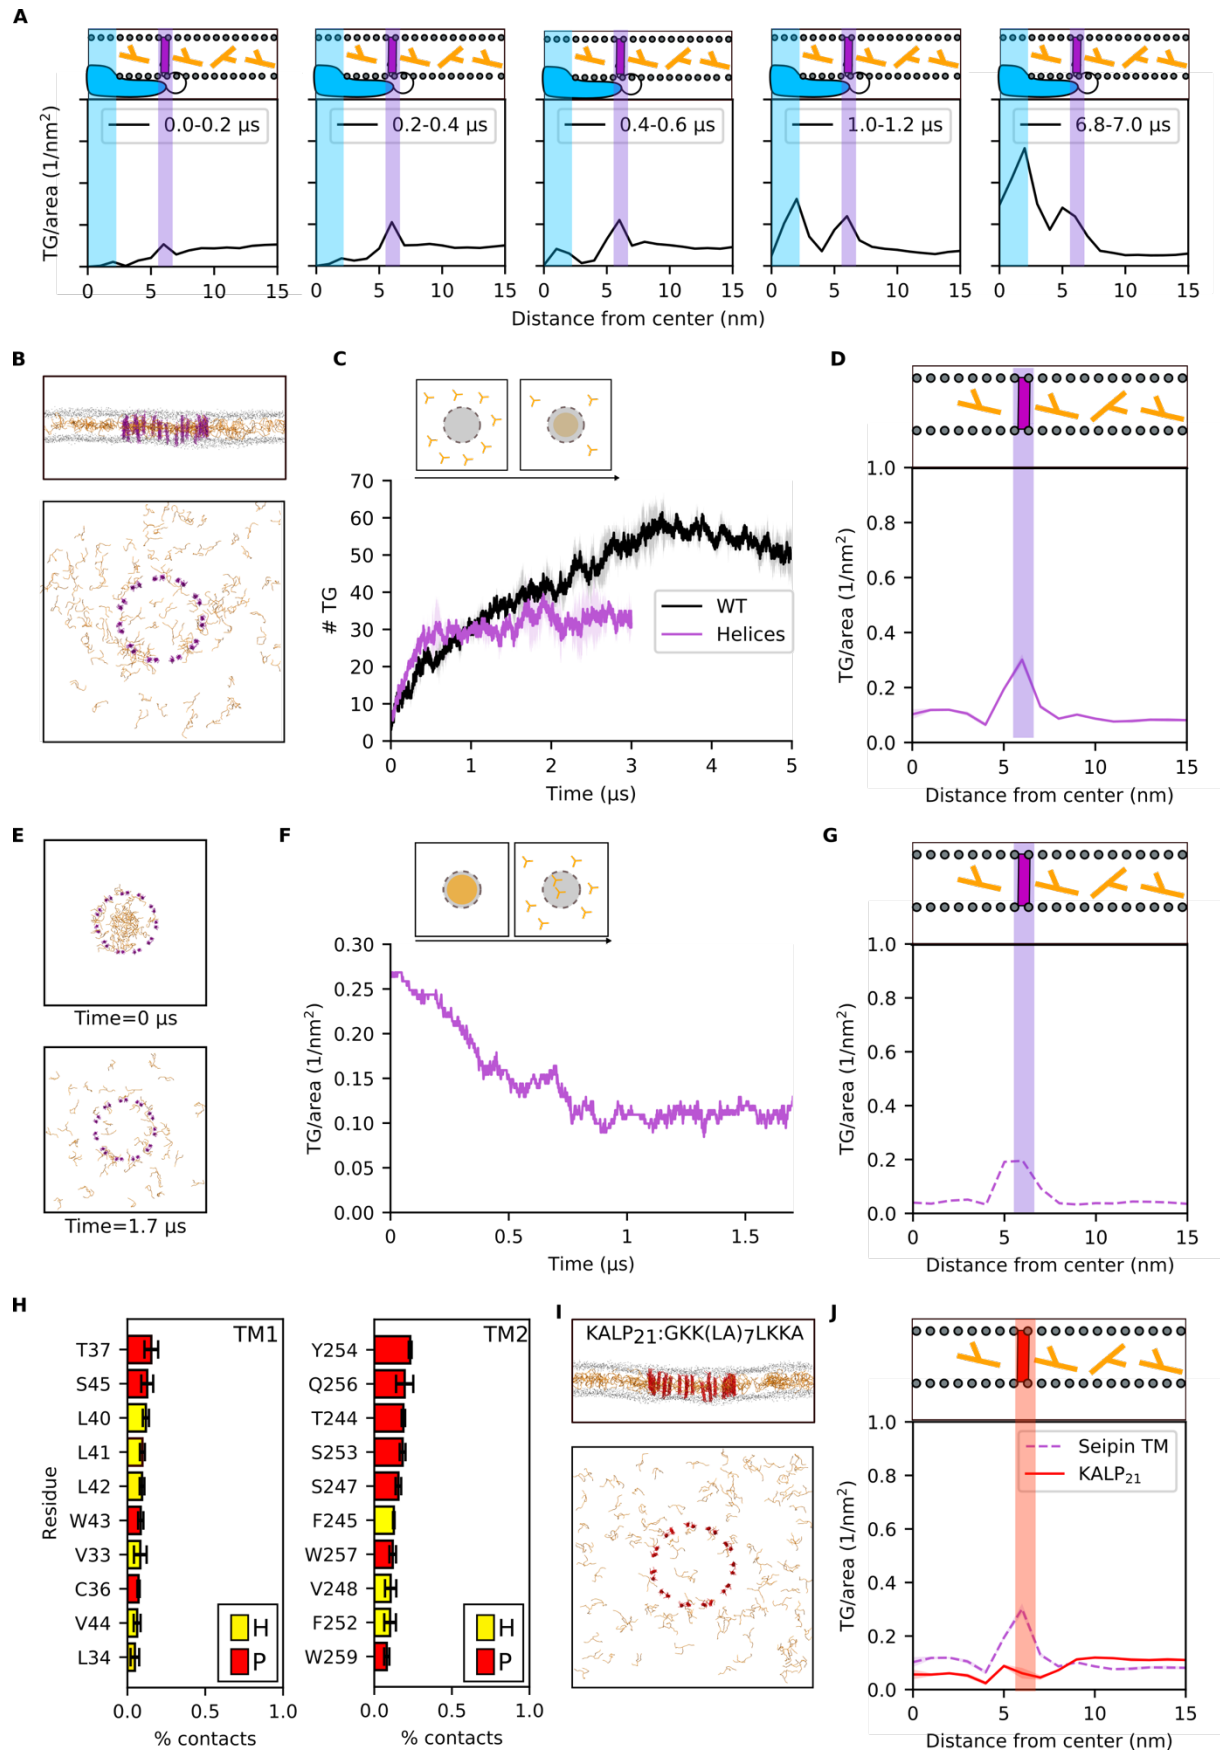 A
0.0-0.2 µs
0.2-0.4 µs
0.4-0.6 µs
1.0-1.2 µs
6.8-7.0 µs
TG/area (1/nm²)
0 5 10 15
0 5 10 15
0 5 10 15
0 5 10 15
0 5 10 15
Distance from center (nm)
B
C
70
60
50
40
30
20
10
0
# TG
WT
Helices
0 1 2 3 4 5
Time (µs)
D
1.0
0.8
0.6
0.4
0.2
0.0
TG/area (1/nm²)
0 5 10 15
Distance from center (nm)
E
Time=0 µs
Time=1.7 µs
F
0.30
0.25
0.20
0.15
0.10
0.05
0.00
TG/area (1/nm²)
0 0.5 1 1.5
Time (µs)
G
1.0
0.8
0.6
0.4
0.2
0.0
TG/area (1/nm²)
0 5 10 15
Distance from center (nm)
H
TM1
Residue
T37
S45
L40
L41
L42
W43
V33
C36
V44
L34
H
P
0.0 0.5 1.0
% contacts
TM2
Y254
Q256
T244
S253
S247
F245
W257
V248
F252
W259
H
P
0.0 0.5 1.0
% contacts
I
KALP₂₁:GKK(LA)₇LKKA
J
1.0
0.8
0.6
0.4
0.2
0.0
TG/area (1/nm²)
Seipin TM
KALP₂₁
0 5 10 15
Distance from center (nm)